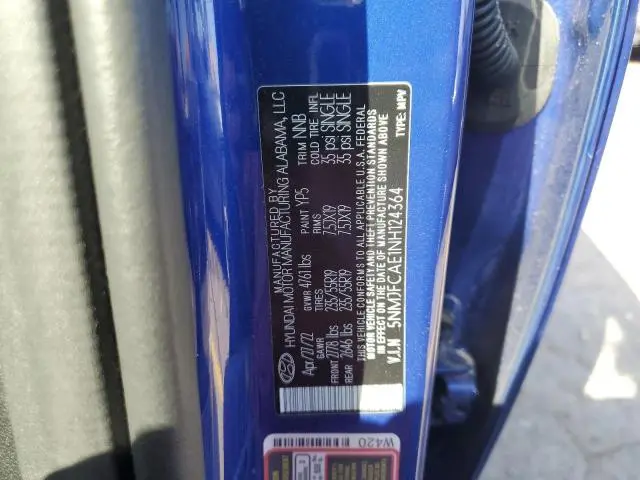 MANUFACTURED BY
HYUNDAI MOTOR MANUFACTURING ALABAMA, LLC
Apr/27/22 GVWR 4761lbs PAINT YP5 TRIM NNB
GAWR TIRES RIMS COLD TIRE INFL
FRONT 2778 lbs 235/55R19 7.5JX19 35 psi SINGLE
REAR 2646 lbs 235/55R19 7.5JX19 35 psi SINGLE
THIS VEHICLE CONFORMS TO ALL APPLICABLE U.S.A. FEDERAL
MOTOR VEHICLE SAFETY AND THEFT PREVENTION STANDARDS
IN EFFECT ON THE DATE OF MANUFACTURE SHOWN ABOVE
V.I.N 5NMJFCAE1NH124364 TYPE: MPV
W420